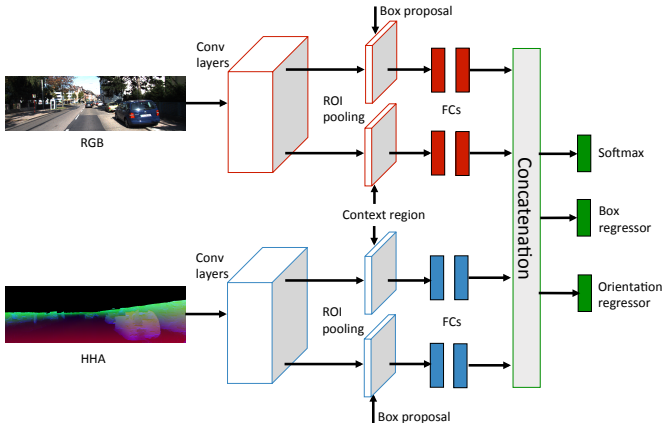 Box proposal
Conv
layers
ROI
pooling
FCs
RGB
Context region
Conv
layers
ROI
pooling
FCs
HHA
Box proposal
Concatenation
Softmax
Box
regressor
Orientation
regressor